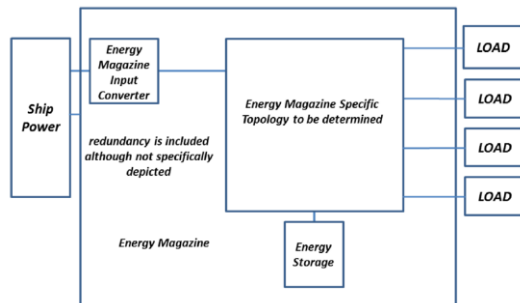 Ship
Power
Energy
Magazine
Input
Converter
redundancy is included
although not specifically
depicted
Energy Magazine
Energy Magazine Specific
Topology to be determined
Energy
Storage
LOAD
LOAD
LOAD
LOAD